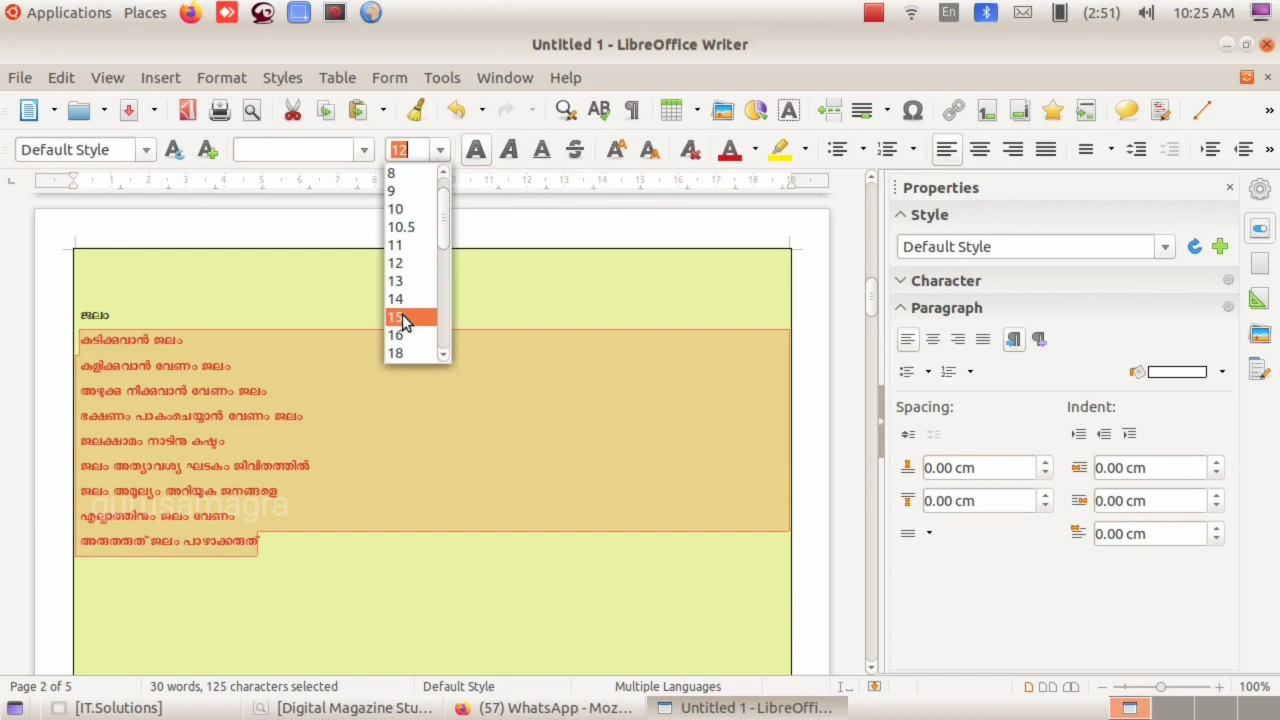 Applications Places En (2:51) 10:25 AM
Untitled 1 - LibreOffice Writer
File Edit View Insert Format Styles Table Form Tools Window Help
Default Style 12
8
9
10
10.5
11
12
13
14
15
16
18
ജലം
കുടിക്കുവാൻ ജലം
കുളിക്കുവാൻ വേണം ജലം
അഴുക്കു നീക്കുവാൻ വേണം ജലം
ഭക്ഷണം പാകംചെയ്യാൻ വേണം ജലം
ജലക്ഷാമം നാടിനു കഷ്ടം
ജലം അത്യാവശ്യ ഘടകം ജീവിതത്തിൽ
ജലം അമൂല്യം അറിയുക ജനങ്ങളെ
എല്ലാത്തിനും ജലം വേണം
അരുതരുത് ജലം പാഴാക്കരുത്
gurusamagra
Properties
Style
Default Style
Character
Paragraph
Spacing: Indent:
0.00 cm 0.00 cm
0.00 cm 0.00 cm
0.00 cm
Page 2 of 5 30 words, 125 characters selected Default Style Multiple Languages 100%
[IT.Solutions] [Digital Magazine Stu... (57) WhatsApp - Moz... Untitled 1 - LibreOffi...